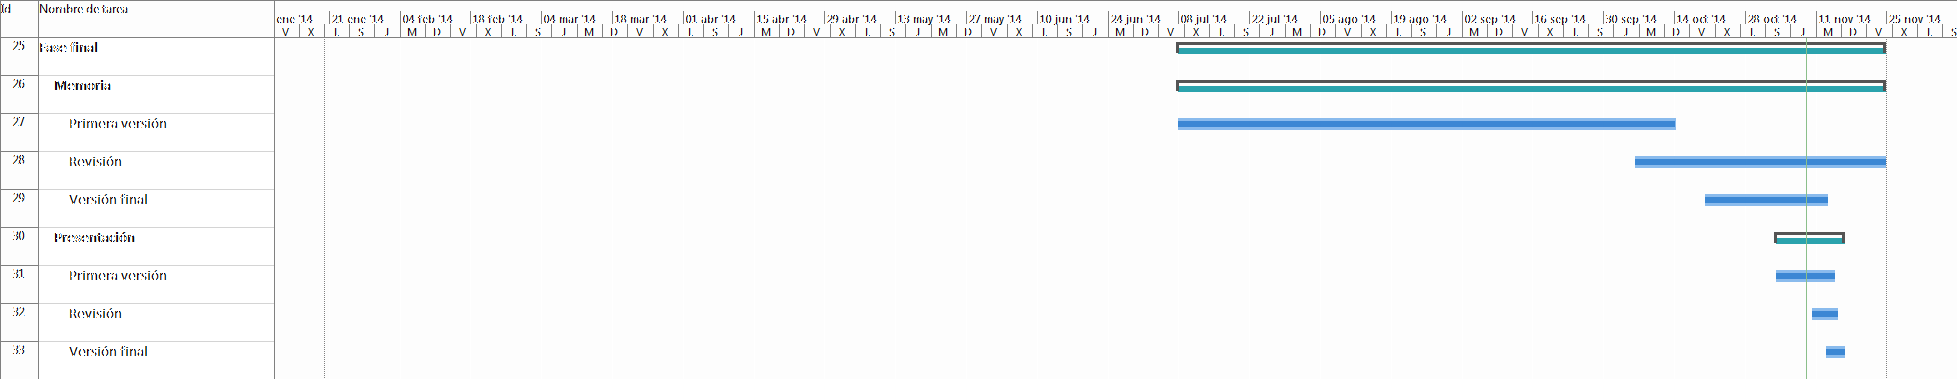 Id Nombre de tarea
ene '14 21 ene '14 04 feb '14 18 feb '14 04 mar '14 18 mar '14 01 abr '14 15 abr '14 29 abr '14 13 may '14 27 may '14 10 jun '14 24 jun '14 08 jul '14 22 jul '14 05 ago '14 19 ago '14 02 sep '14 16 sep '14 30 sep '14 14 oct '14 28 oct '14 11 nov '14 25 nov '14
V X L S J M D V X L S J M D V X L S J M D V X L S J M D V X L S J M D V X L S J M D V X L S J M D V X L S J M D V X L S J M D V X L S
25 Fase final
26 Memoria
27 Primera versión
28 Revisión
29 Versión final
30 Presentación
31 Primera versión
32 Revisión
33 Versión final